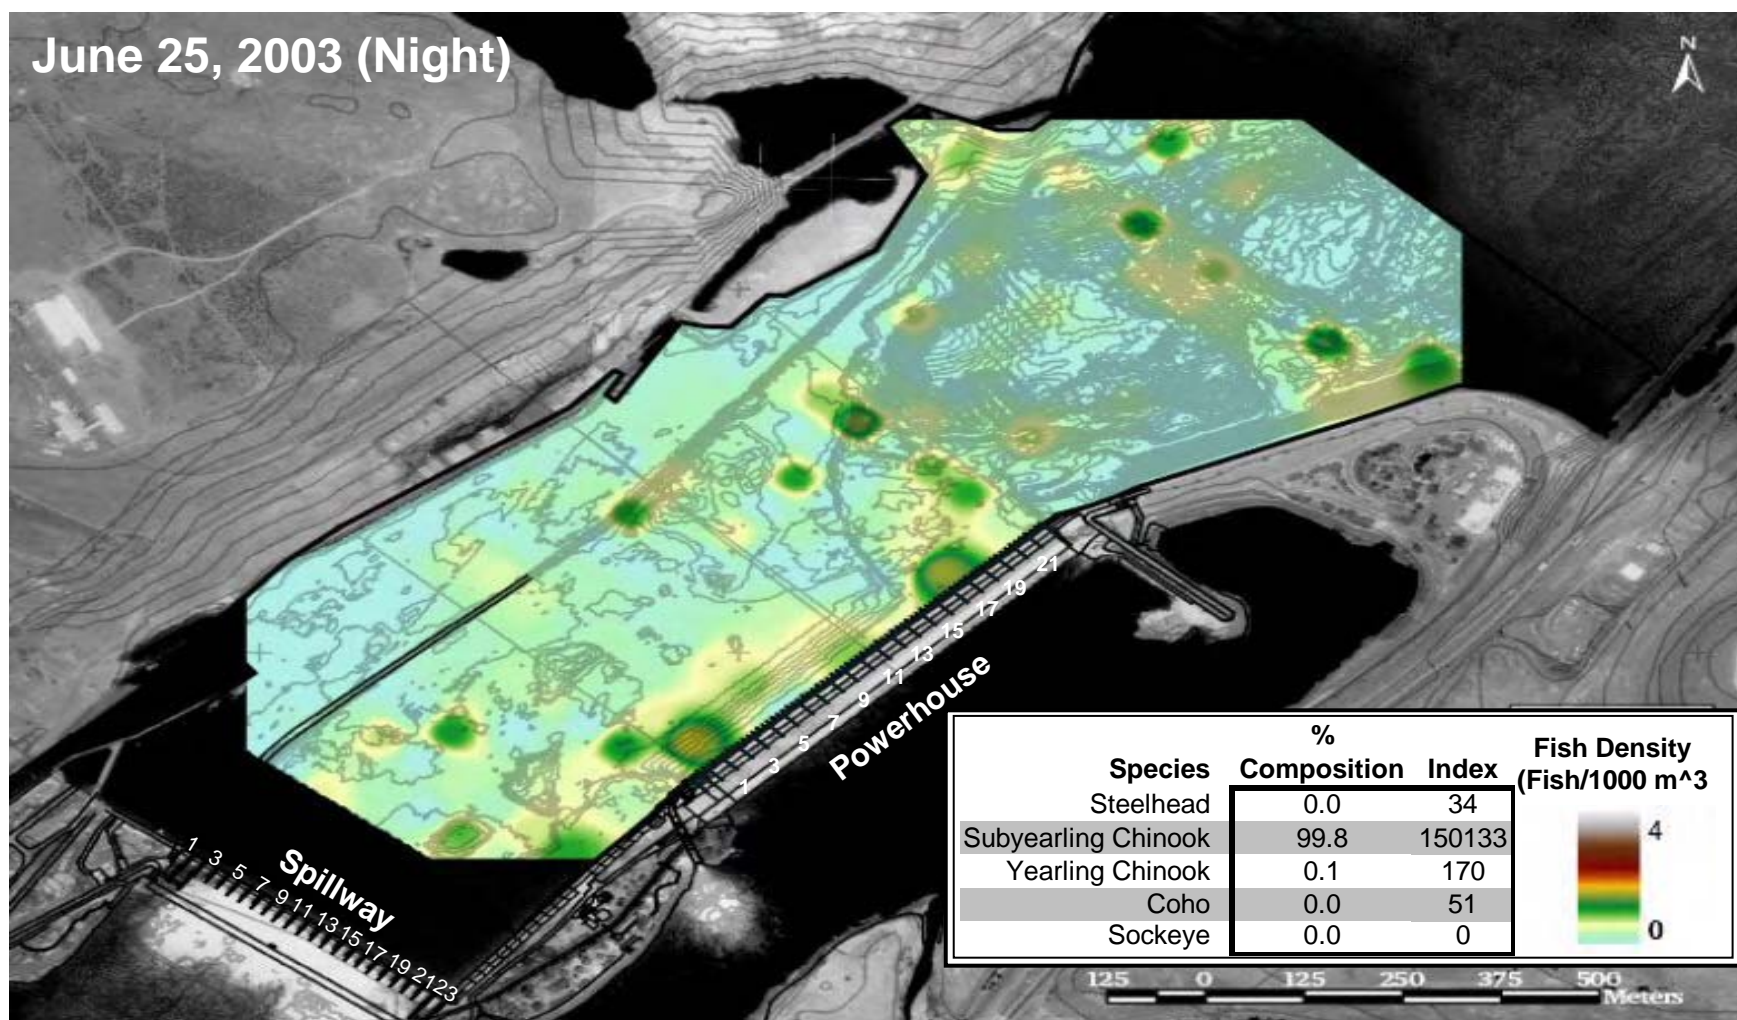 June 25, 2003 (Night)
N
21
19
17
15
13
11
9
7
5
3
1
Powerhouse
Spillway
1 3 5 7 9 11 13 15 17 19 21 23
% 
Species Composition Index
Steelhead 0.0 34
Subyearling Chinook 99.8 150133
Yearling Chinook 0.1 170
Coho 0.0 51
Sockeye 0.0 0
Fish Density
(Fish/1000 m^3
4
0
125 0 125 250 375 500
Meters